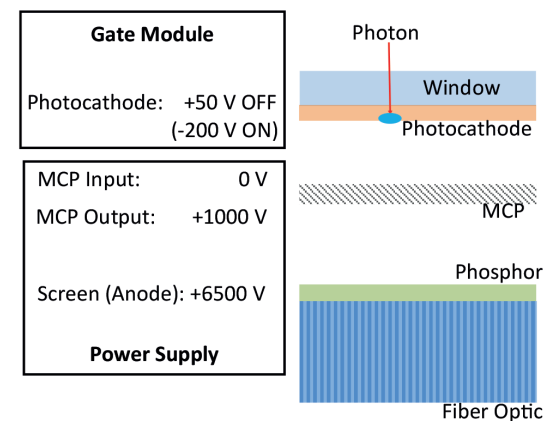 Gate Module
Photocathode: +50 V OFF
(-200 V ON)
MCP Input: 0 V
MCP Output: +1000 V
Screen (Anode): +6500 V
Power Supply
Photon
Window
Photocathode
MCP
Phosphor
Fiber Optic